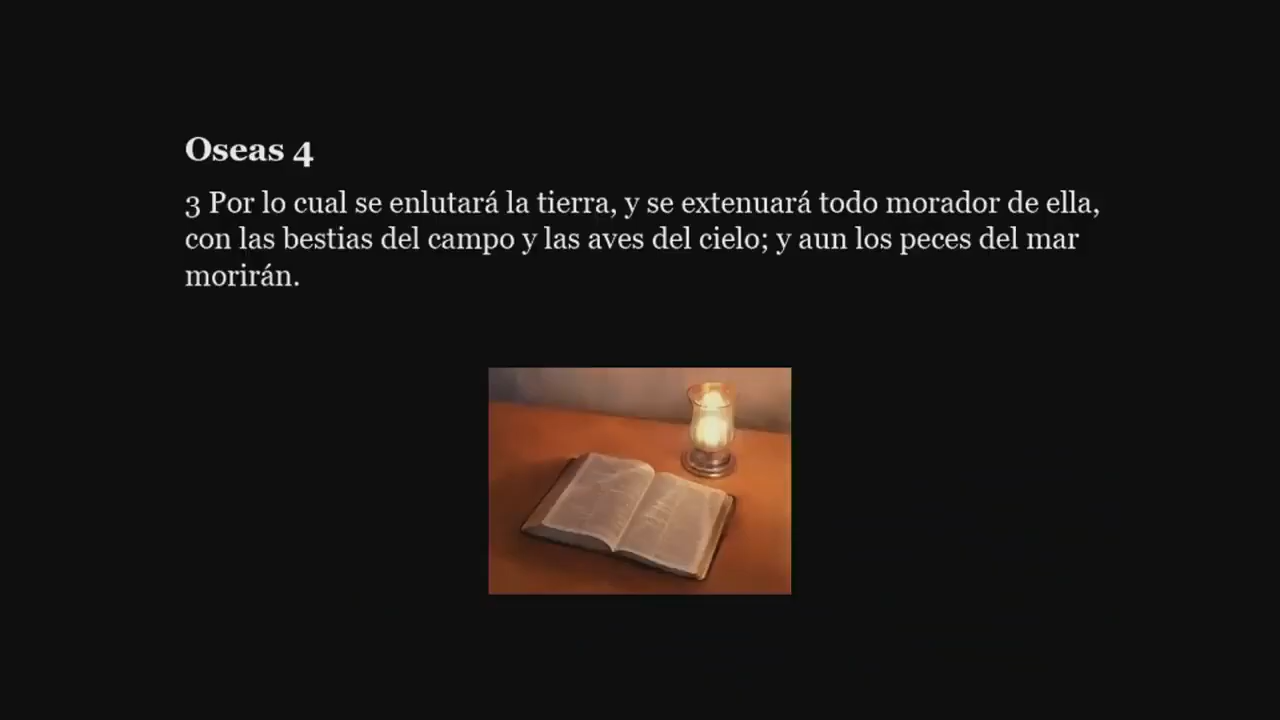 Oseas 4
3 Por lo cual se enlutará la tierra, y se extenuará todo morador de ella,
con las bestias del campo y las aves del cielo; y aun los peces del mar
morirán.